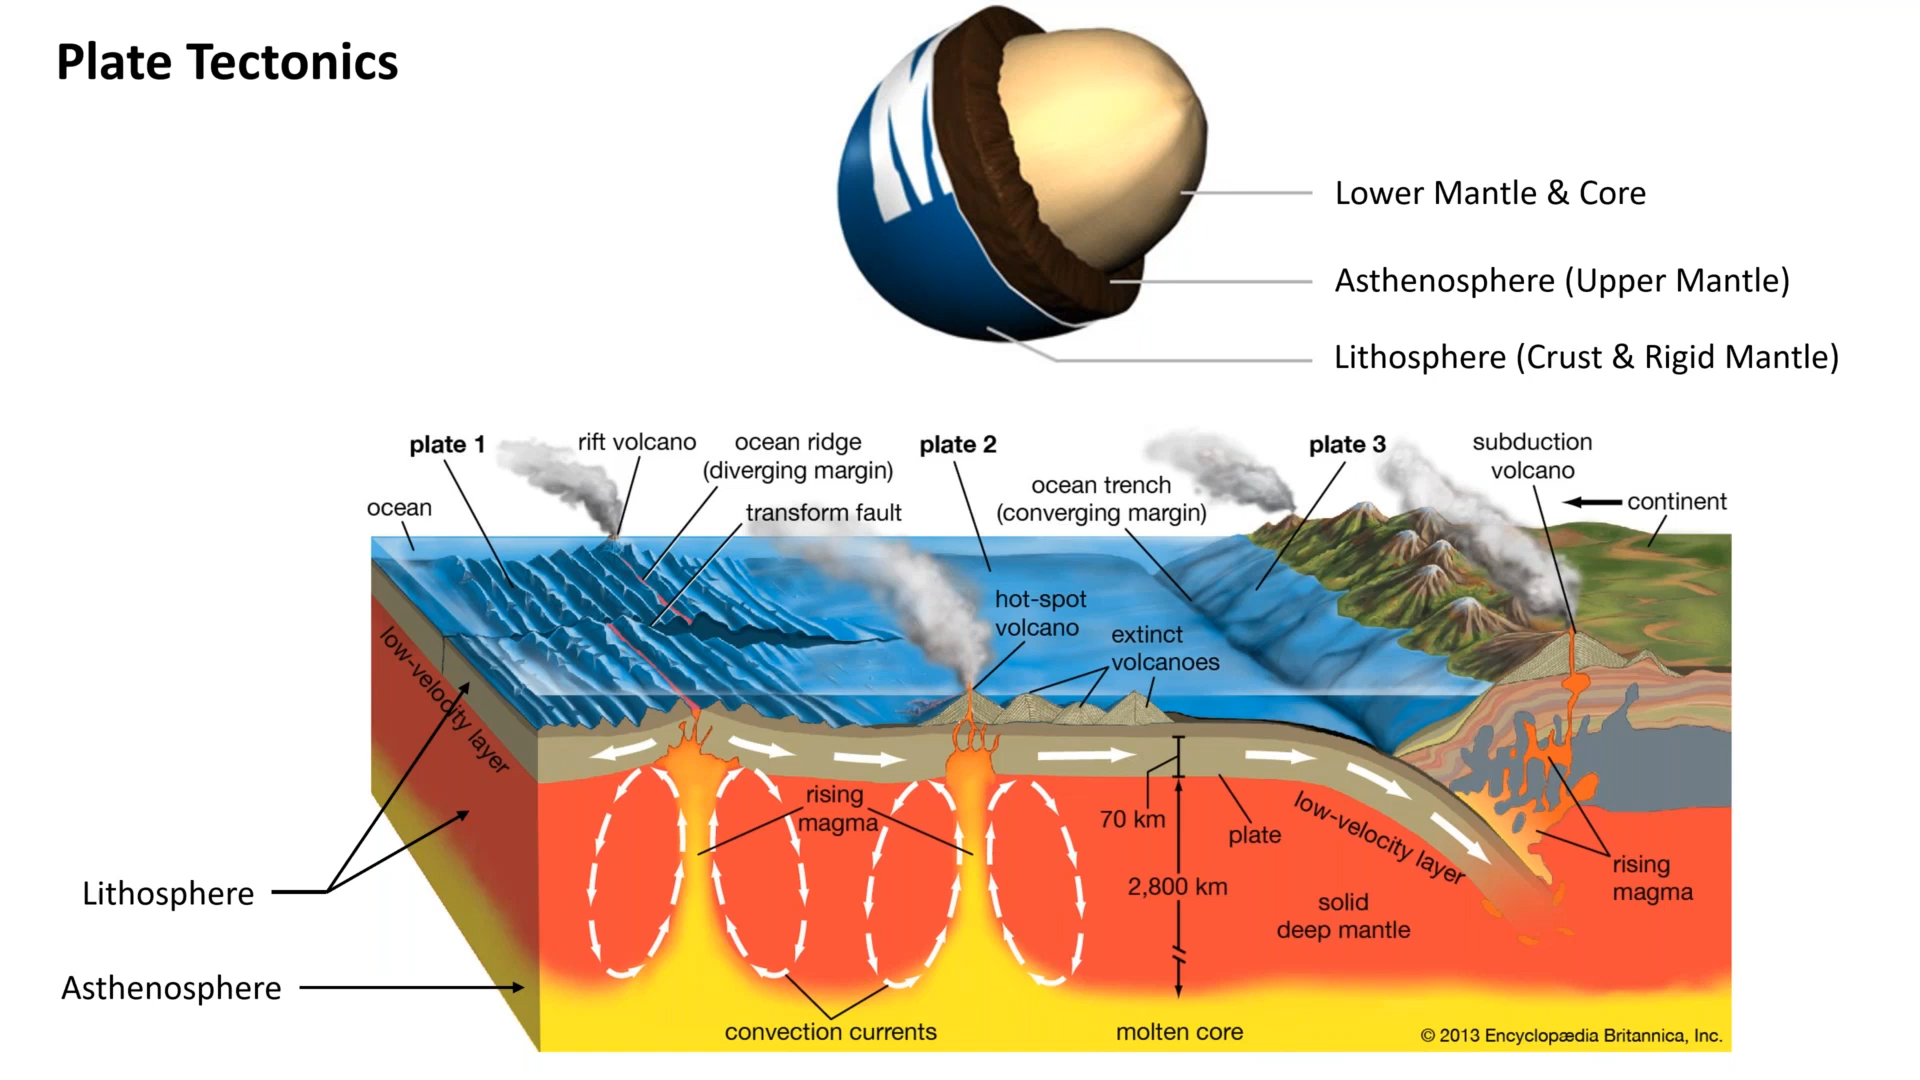 Plate Tectonics
Lower Mantle & Core
Asthenosphere (Upper Mantle)
Lithosphere (Crust & Rigid Mantle)
plate 1
rift volcano
ocean ridge
(diverging margin)
plate 2
plate 3
subduction
volcano
ocean
transform fault
ocean trench
(converging margin)
continent
hot-spot
volcano
extinct
volcanoes
low-velocity layer
rising
magma
70 km
plate
low-velocity layer
2,800 km
solid
deep mantle
rising
magma
Lithosphere
Asthenosphere
convection currents
molten core
© 2013 Encyclopædia Britannica, Inc.